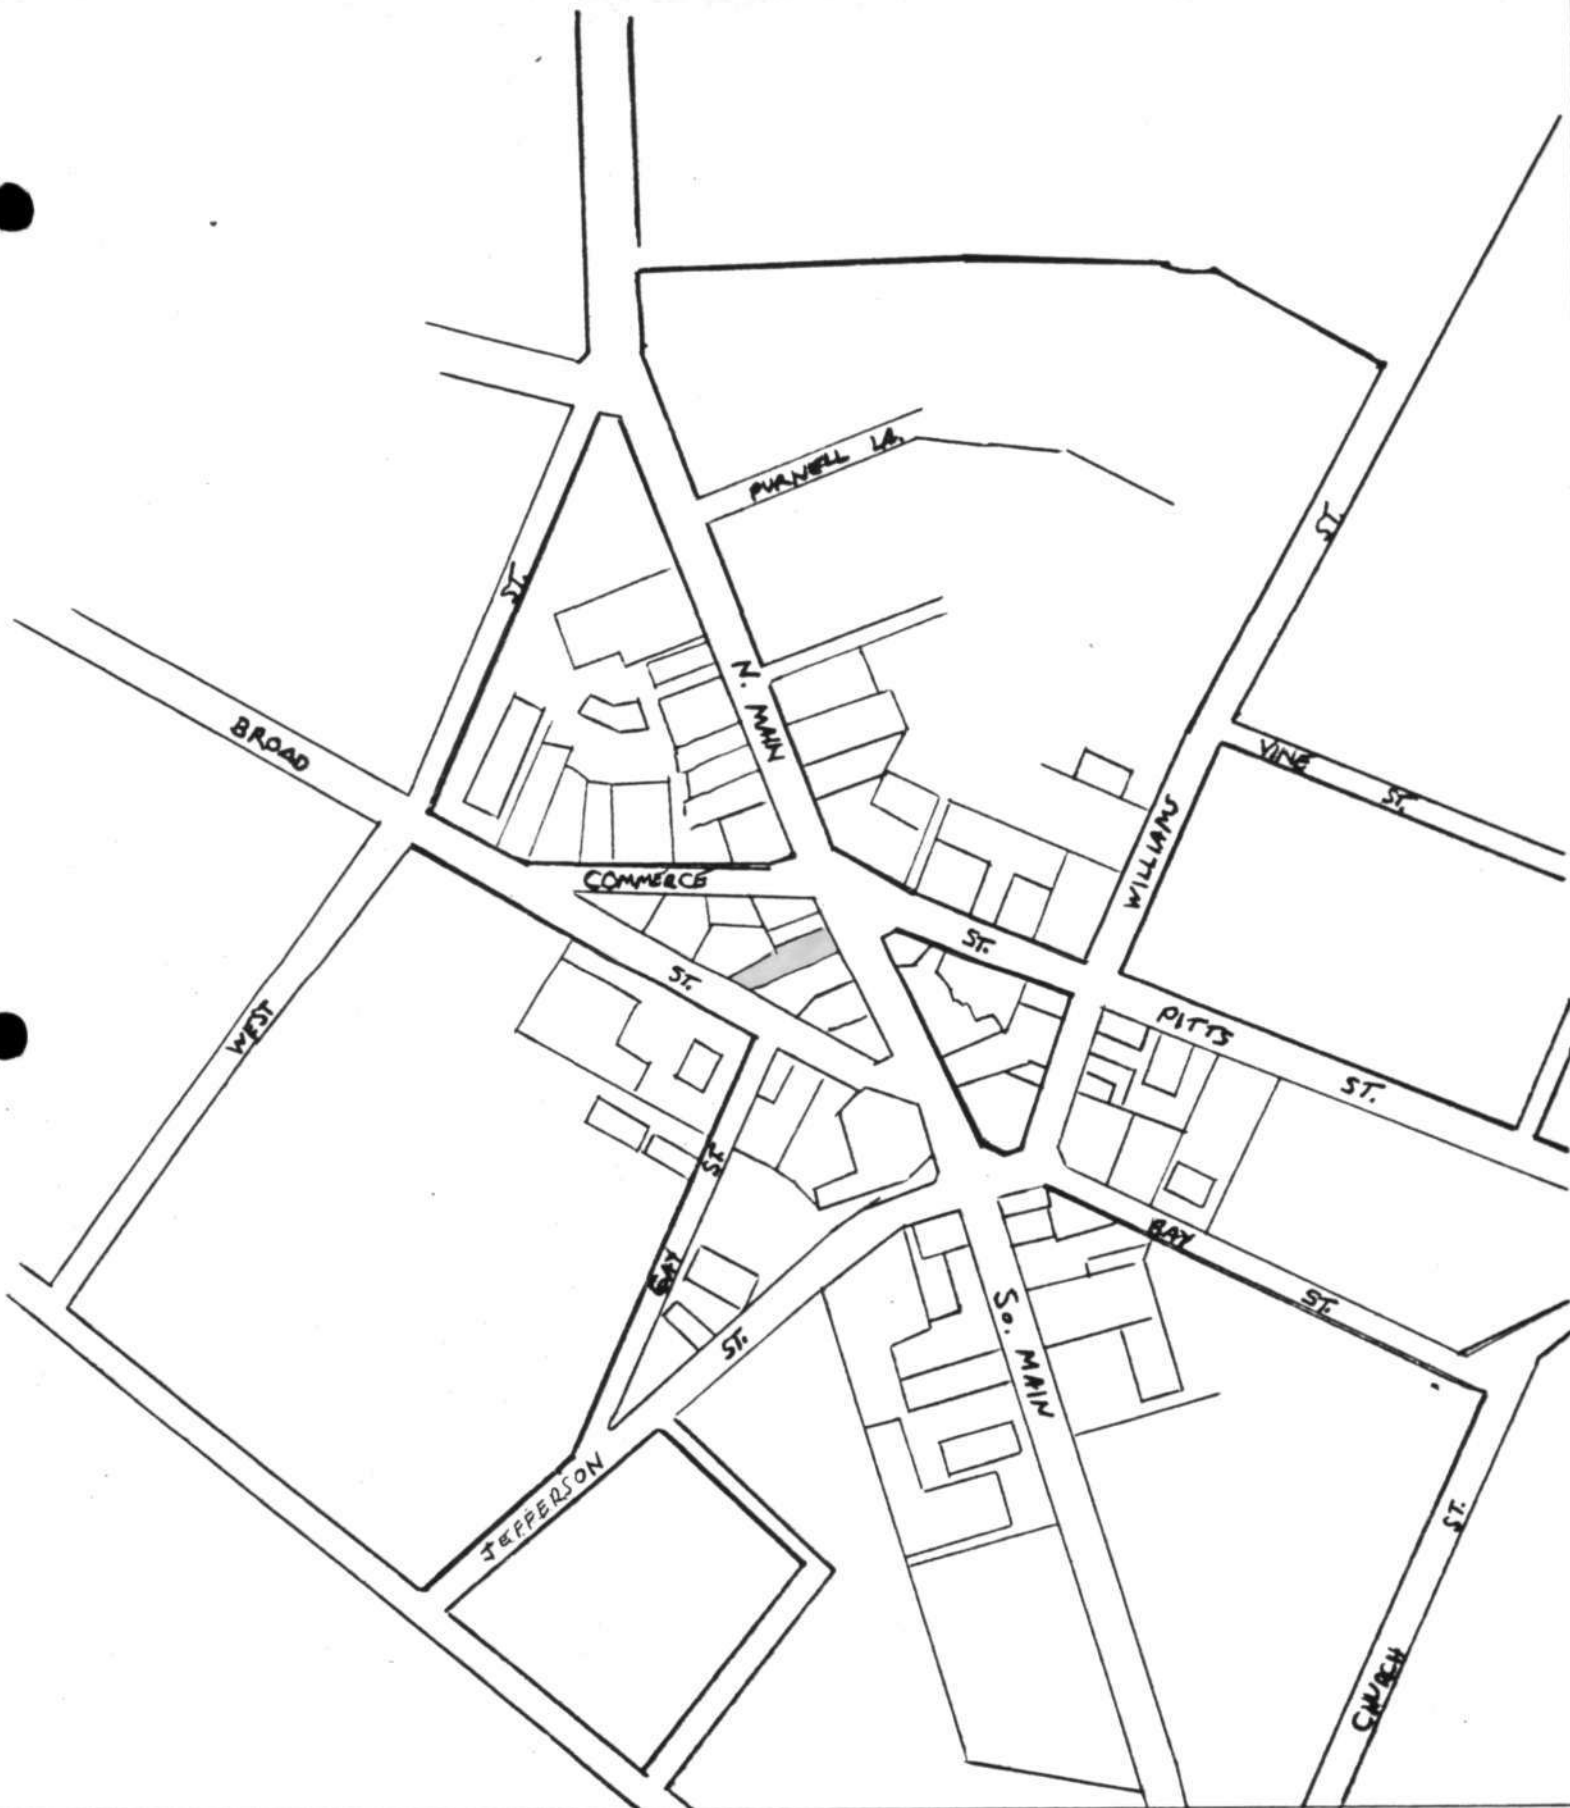 PURNELL LA.
ST.
ST.
N. MAIN
BROAD
VINE
ST.
WILLIAMS
COMMERCE
ST.
ST.
WEST
PITTS
ST.
ST.
BAY
BAY
ST.
ST.
So. MAIN
JEFFERSON
ST.
CHURCH